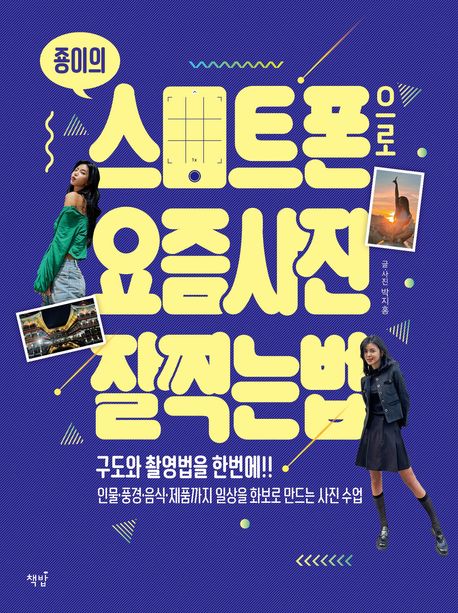 죵이의
스마트폰으로
요즘사진
잘찍는법
글·사진 박지홍
구도와 촬영법을 한번에!!
인물·풍경·음식·제품까지 일상을 화보로 만드는 사진 수업
책밥